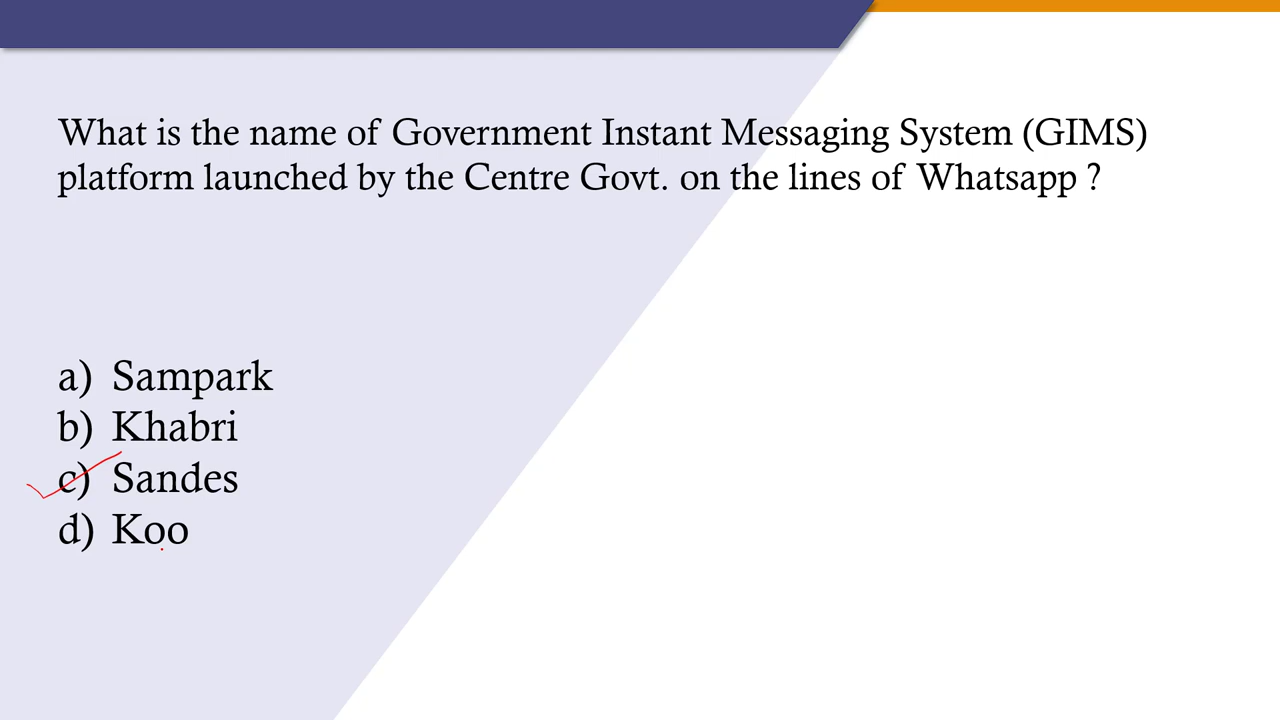 What is the name of Government Instant Messaging System (GIMS)
platform launched by the Centre Govt. on the lines of Whatsapp ?
a) Sampark
b) Khabri
c) Sandes
d) Koo